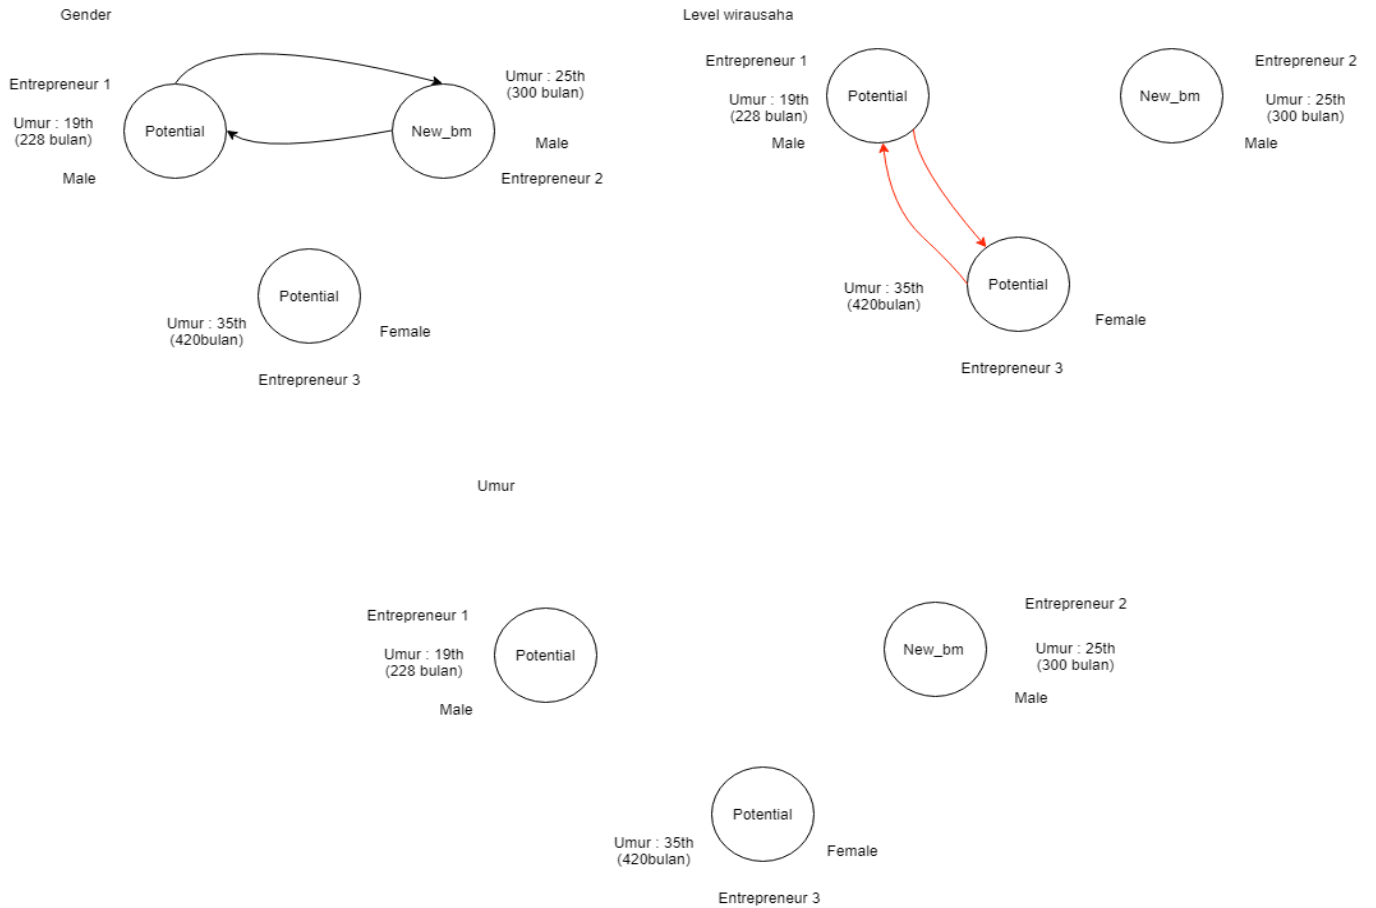 Gender
Entrepreneur 1
Umur : 19th
(228 bulan)
Male
Potential
New_bm
Umur : 25th
(300 bulan)
Male
Entrepreneur 2
Potential
Umur : 35th
(420bulan)
Female
Entrepreneur 3
Level wirausaha
Entrepreneur 1
Umur : 19th
(228 bulan)
Male
Potential
New_bm
Entrepreneur 2
Umur : 25th
(300 bulan)
Male
Umur : 35th
(420bulan)
Potential
Female
Entrepreneur 3
Umur
Entrepreneur 1
Umur : 19th
(228 bulan)
Male
Potential
New_bm
Entrepreneur 2
Umur : 25th
(300 bulan)
Male
Potential
Umur : 35th
(420bulan)
Female
Entrepreneur 3